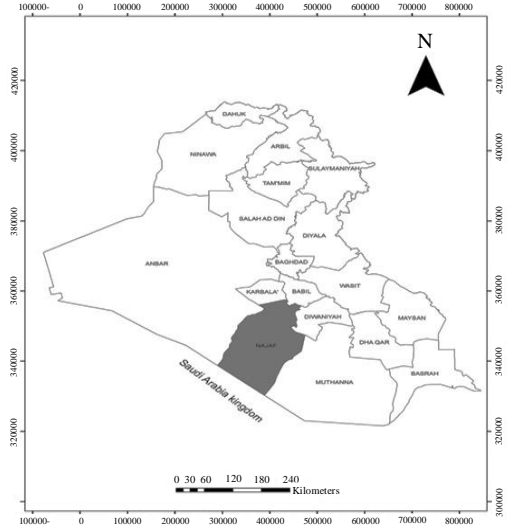 100000- 0 100000 200000 300000 400000 500000 600000 700000 800000
N
420000 420000
DAHUK
ARBIL
400000 400000
NINAWA
SULAYMANIYAH
TAM'MIM
SALAH AD DIN
380000 380000
DIYALA
BAGHDAD
ANBAR
WASIT
KARBALA'
BABIL
360000 360000
DIWANIYAH
MAYSAN
DHA QAR
NAJAF
340000 340000
BASRAH
MUTHANNA
Saudi Arabia kingdom
320000 320000
0 30 60 120 180 240
Kilometers
300000 300000
100000- 0 100000 200000 300000 400000 500000 600000 700000 800000